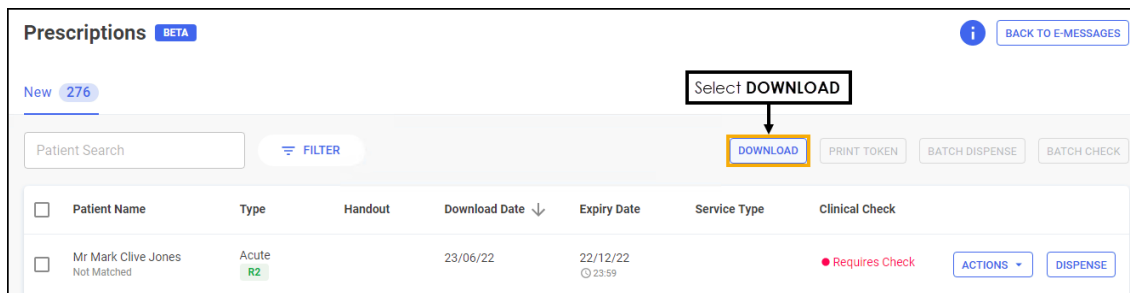 Prescriptions BETA
i BACK TO E-MESSAGES
New 276
Select DOWNLOAD
Patient Search FILTER DOWNLOAD PRINT TOKEN BATCH DISPENSE BATCH CHECK
Patient Name Type Handout Download Date Expiry Date Service Type Clinical Check
Mr Mark Clive Jones Acute 23/06/22 22/12/22 Requires Check ACTIONS DISPENSE
Not Matched R2 23:59